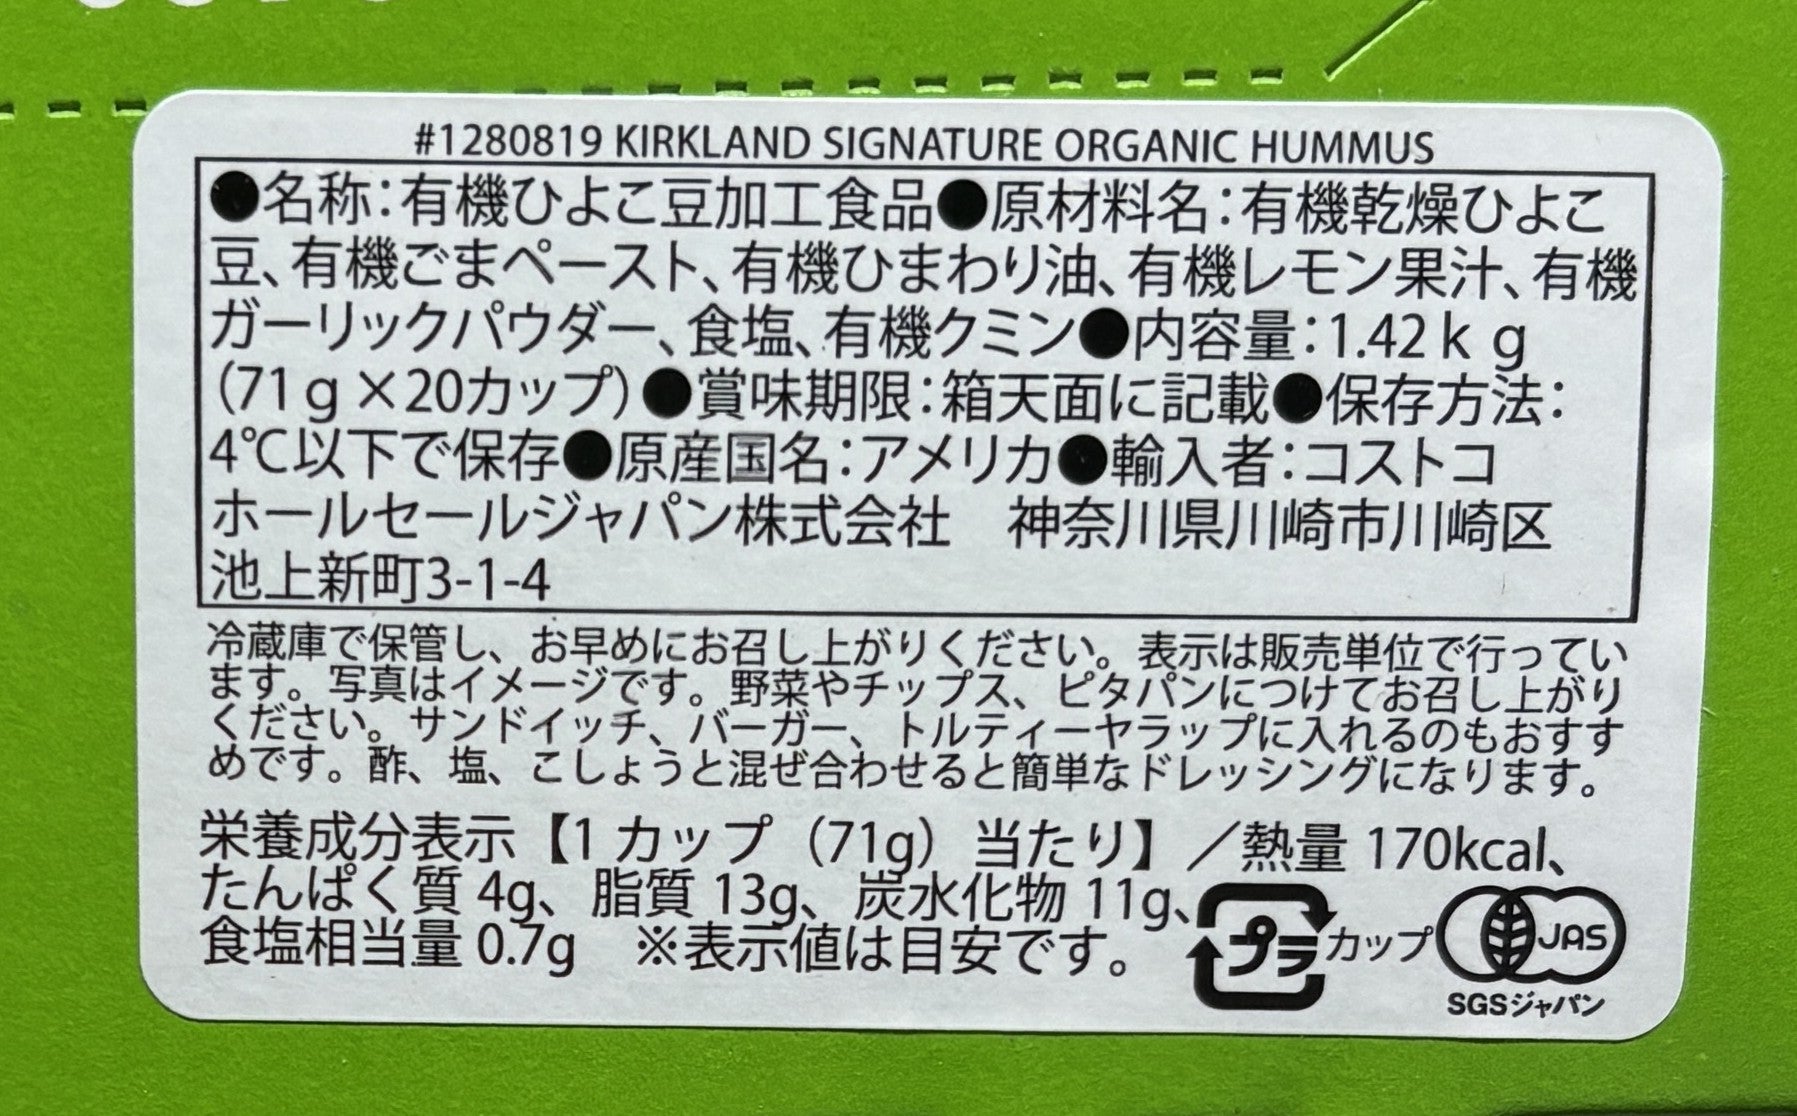 #1280819 KIRKLAND SIGNATURE ORGANIC HUMMUS
●名称：有機ひよこ豆加工食品●原材料名：有機乾燥ひよこ
豆、有機ごまペースト、有機ひまわり油、有機レモン果汁、有機
ガーリックパウダー、食塩、有機クミン●内容量：1.42ｋｇ
（71ｇ×20カップ）●賞味期限：箱天面に記載●保存方法：
4℃以下で保存●原産国名：アメリカ●輸入者：コストコ
ホールセールジャパン株式会社　神奈川県川崎市川崎区
池上新町3-1-4
冷蔵庫で保管し、お早めにお召し上がりください。表示は販売単位で行ってい
ます。写真はイメージです。野菜やチップス、ピタパンにつけてお召し上がり
ください。サンドイッチ、バーガー、トルティーヤラップに入れるのもおすす
めです。酢、塩、こしょうと混ぜ合わせると簡単なドレッシングになります。
栄養成分表示【1 カップ（71g）当たり】／熱量 170kcal、
たんぱく質 4g、脂質 13g、炭水化物 11g、
食塩相当量 0.7g　※表示値は目安です。
プラ カップ
JAS
SGSジャパン